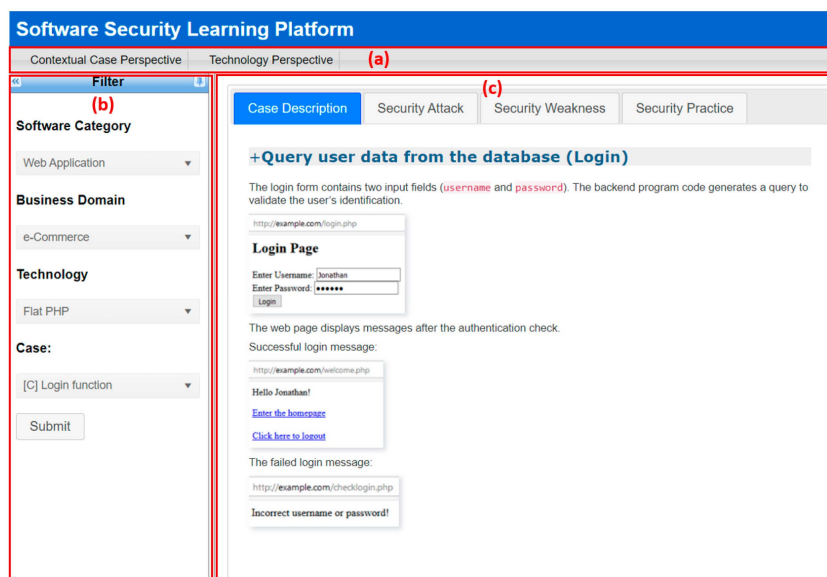 Software Security Learning Platform
Contextual Case Perspective Technology Perspective (a)
Filter
(b)
Software Category
Web Application
Business Domain
e-Commerce
Technology
Flat PHP
Case:
[C] Login function
Submit
(c)
Case Description Security Attack Security Weakness Security Practice
+Query user data from the database (Login)
The login form contains two input fields (username and password). The backend program code generates a query to
validate the user's identification.
http://example.com/login.php
Login Page
Enter Username: Jonathan
Enter Password: ●●●●●●
Login
The web page displays messages after the authentication check.
Successful login message:
http://example.com/welcome.php
Hello Jonathan!
Enter the homepage
Click here to logout
The failed login message:
http://example.com/checklogin.php
Incorrect username or password!